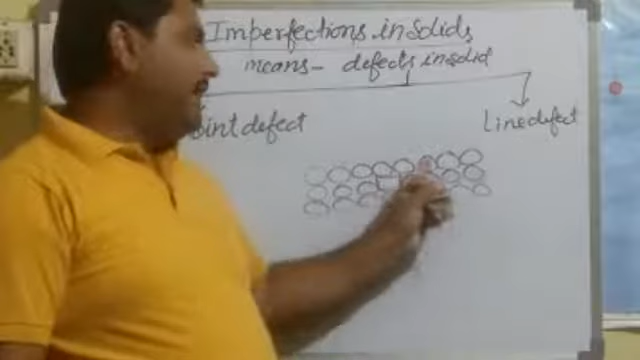 Imperfections in Solids
means - defects in solid
oint defect
Line defect